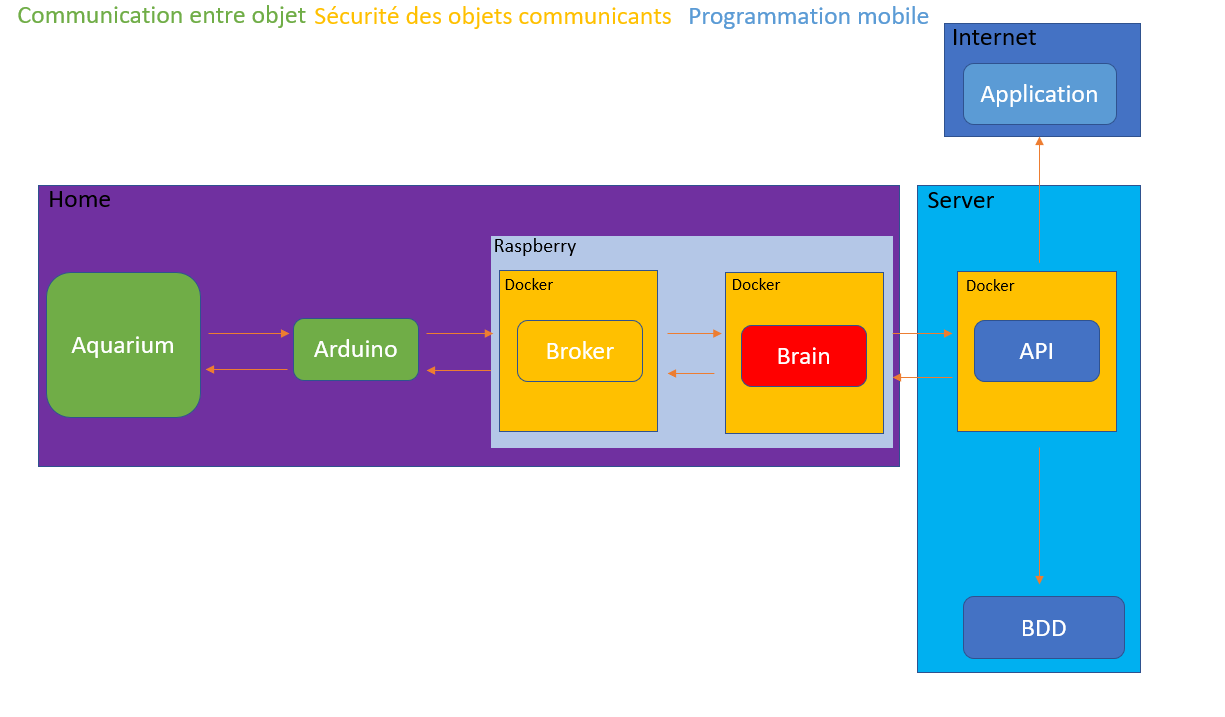 Communication entre objet Sécurité des objets communicants Programmation mobile
Internet
Application
Home
Server
Raspberry
Docker
Docker
Docker
Aquarium
Arduino
Broker
Brain
API
BDD